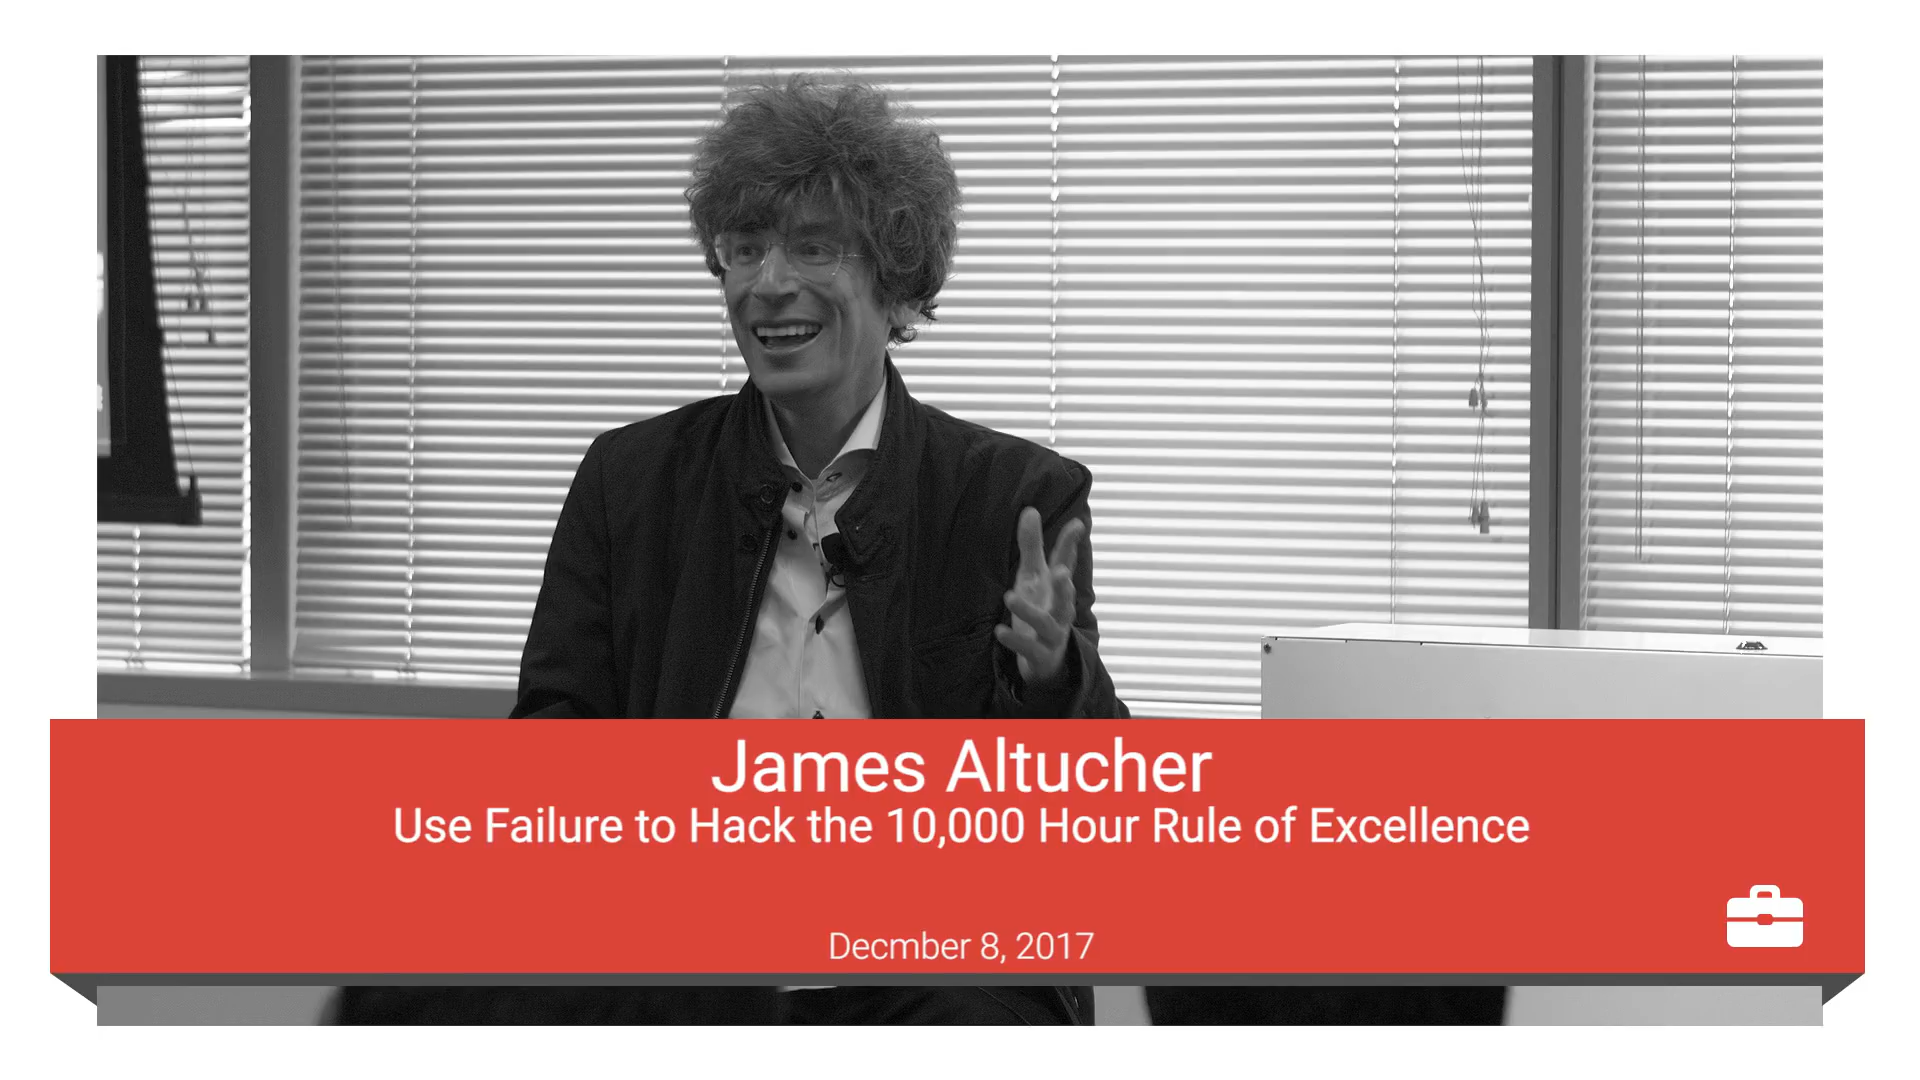 James Altucher
Use Failure to Hack the 10,000 Hour Rule of Excellence
Decmber 8, 2017